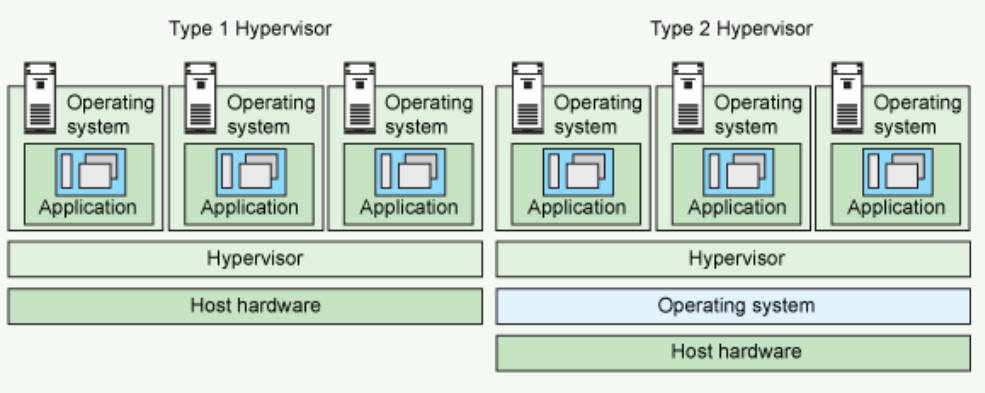 Type 1 Hypervisor
Operating
system
Application
Operating
system
Application
Operating
system
Application
Hypervisor
Host hardware
Type 2 Hypervisor
Operating
system
Application
Operating
system
Application
Operating
system
Application
Hypervisor
Operating system
Host hardware